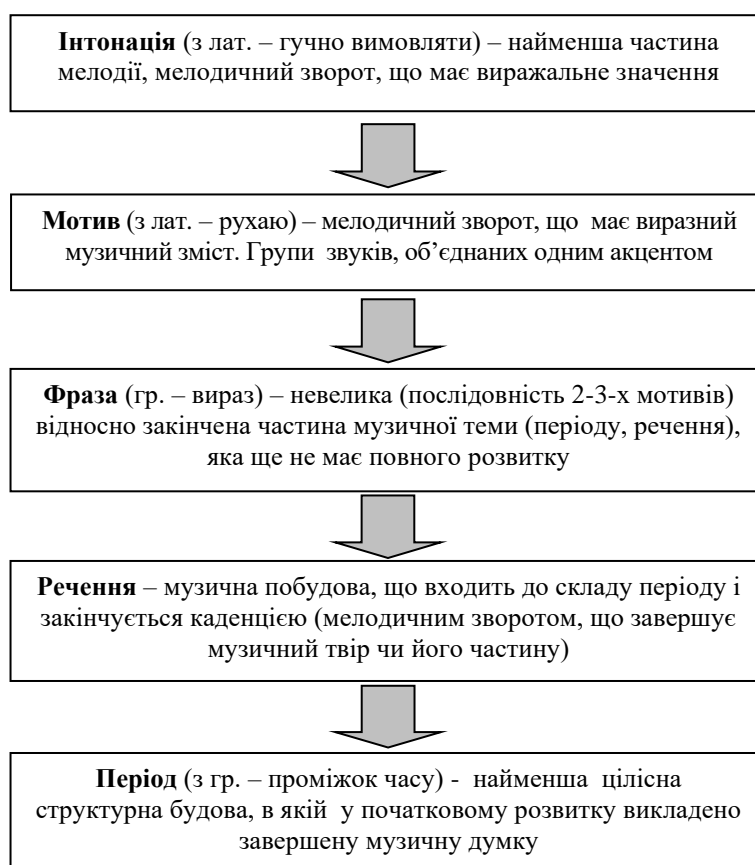 Інтонація (з лат. – гучно вимовляти) – найменша частина
мелодії, мелодичний зворот, що має виражальне значення
Мотив (з лат. – рухаю) – мелодичний зворот, що має виразний
музичний зміст. Групи звуків, об’єднаних одним акцентом
Фраза (гр. – вираз) – невелика (послідовність 2-3-х мотивів)
відносно закінчена частина музичної теми (періоду, речення),
яка ще не має повного розвитку
Речення – музична побудова, що входить до складу періоду і
закінчується каденцією (мелодичним зворотом, що завершує
музичний твір чи його частину)
Період (з гр. – проміжок часу) - найменша цілісна
структурна будова, в якій у початковому розвитку викладено
завершену музичну думку